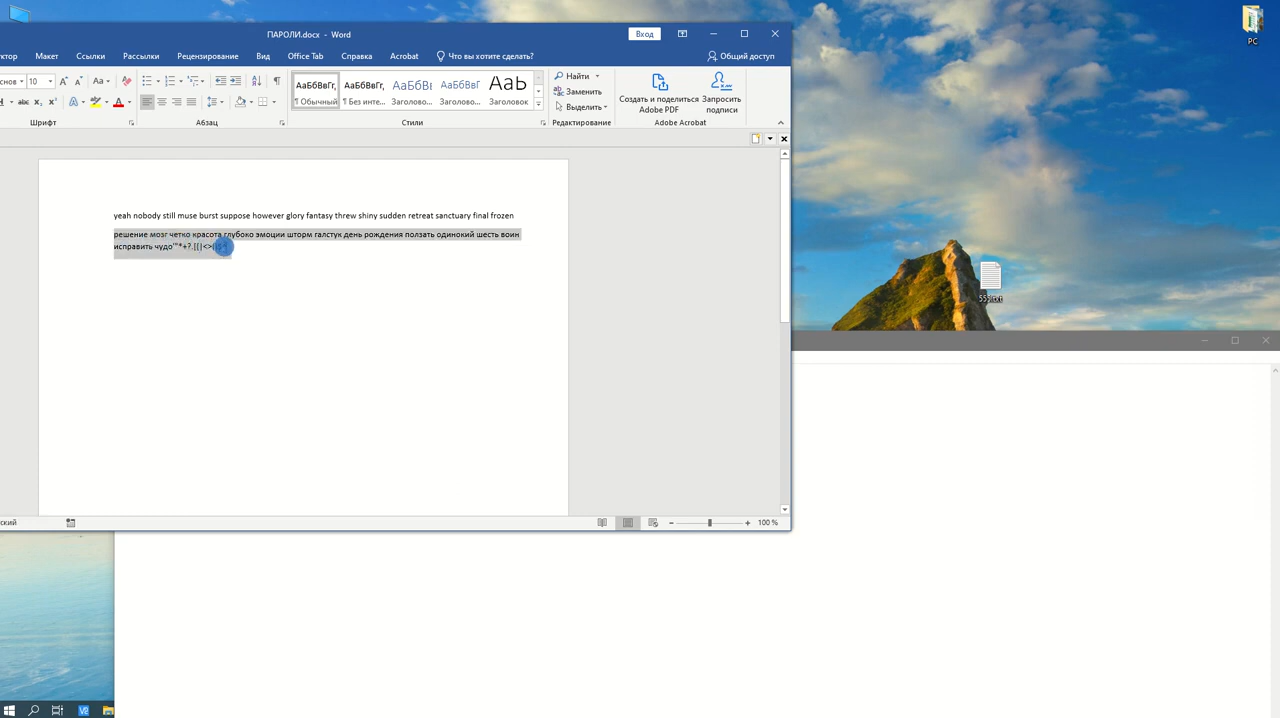 ПАРОЛИ.docx - Word
Вход
Макет
Ссылки
Рассылки
Рецензирование
Вид
Office Tab
Справка
Acrobat
Что вы хотите сделать?
Общий доступ
10
Aa
АаБбВвГг,
АаБбВвГг,
АаБбВı
АаБбВвГ
АаЬ
¶ Обычный
¶ Без инте...
Заголово...
Заголово...
Заголовок
Найти
Заменить
Выделить
Создать и поделиться
Adobe PDF
Запросить
подписи
Шрифт
Абзац
Стили
Редактирование
Adobe Acrobat
yeah nobody still muse burst suppose however glory fantasy threw shiny sudden retreat sanctuary final frozen
решение мозг четко красота глубоко эмоции шторм галстук день рождения ползать одинокий шесть воин
исправить чудо
100 %
PC